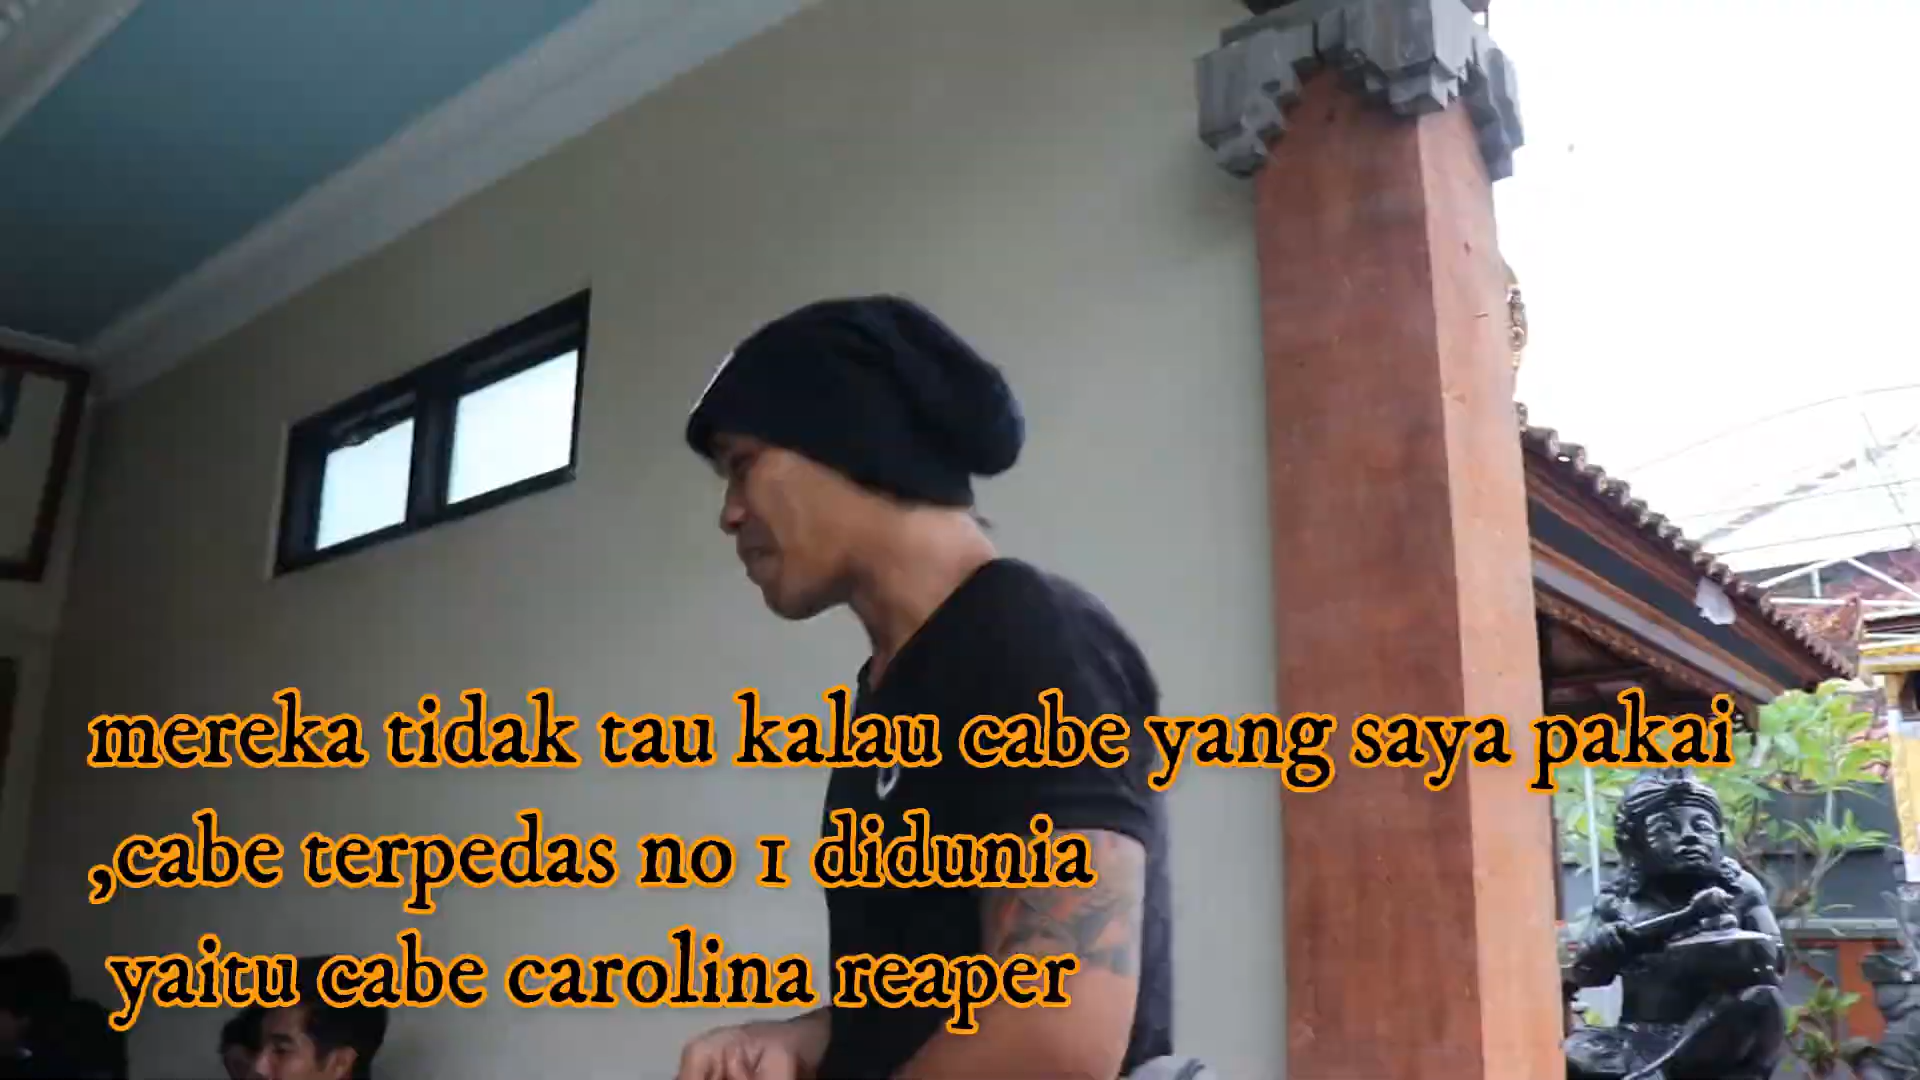 mereka tidak tau kalau cabe yang saya pakai
,cabe terpedas no 1 didunia
yaitu cabe carolina reaper